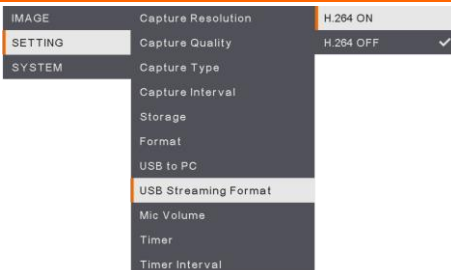 IMAGE
SETTING
SYSTEM
Capture Resolution
Capture Quality
Capture Type
Capture Interval
Storage
Format
USB to PC
USB Streaming Format
Mic Volume
Timer
Timer Interval
H.264 ON
H.264 OFF